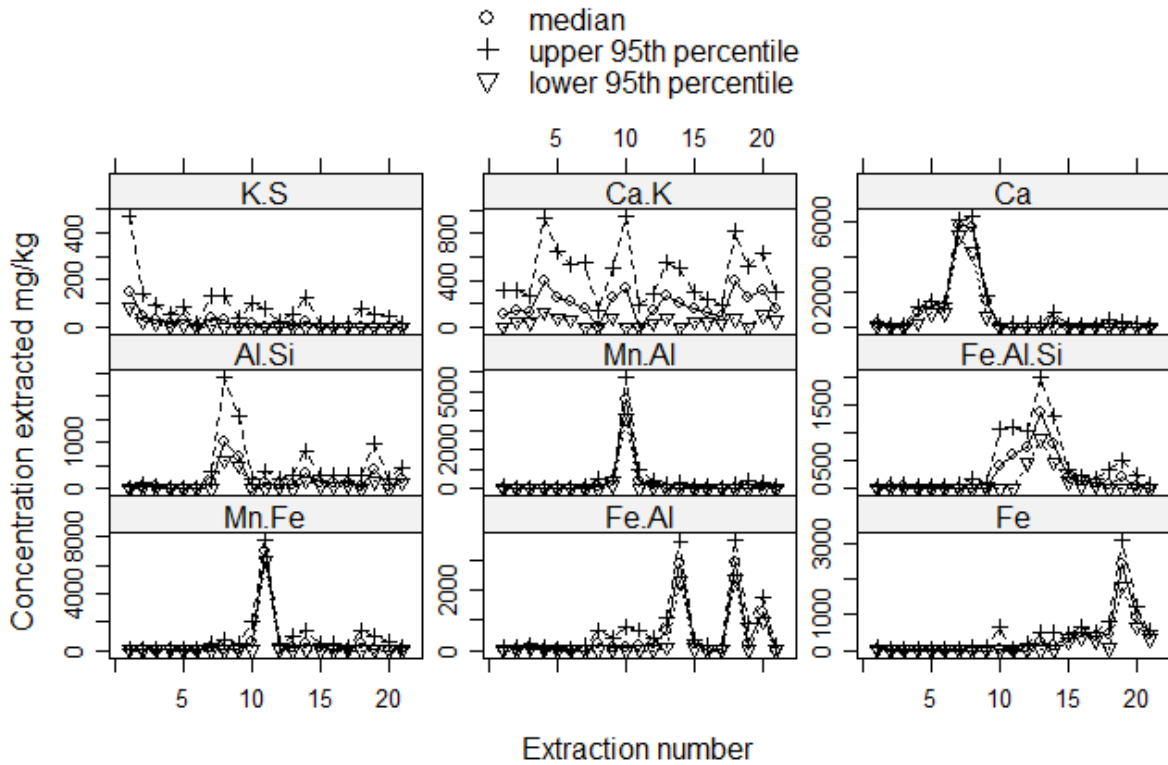 median
upper 95th percentile
lower 95th percentile
5 10 15 20
K.S Ca.K Ca
0 200 400
0 400 800
0 2000 6000
Al.Si Mn.Al Fe.Al.Si
0 1000
0 2000 5000
0 500 1500
Mn.Fe Fe.Al Fe
0 4000 8000
0 2000
0 1000 3000
5 10 15 20 5 10 15 20
Concentration extracted mg/kg
Extraction number